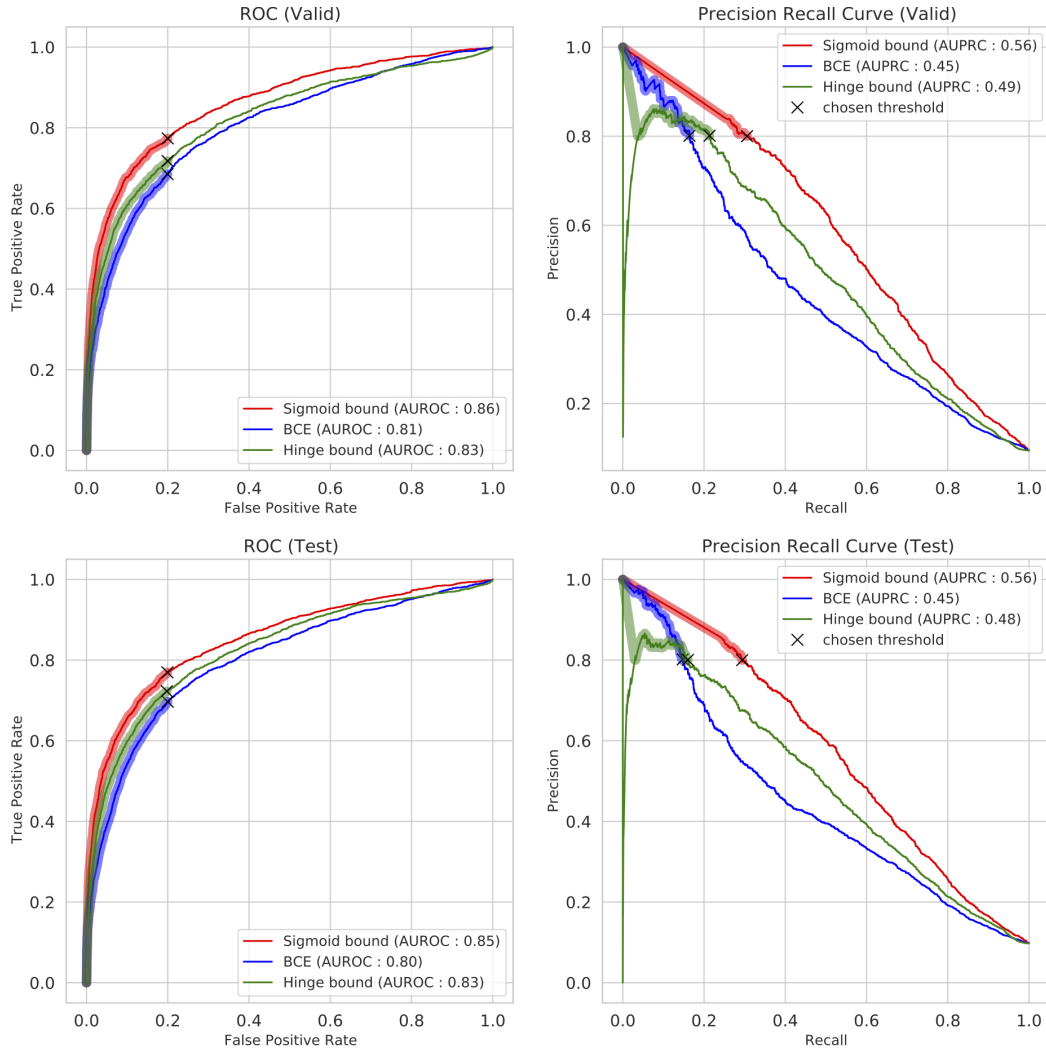 ROC (Valid)
True Positive Rate
1.0
0.8
0.6
0.4
0.2
0.0
Sigmoid bound (AUROC : 0.86)
BCE (AUROC : 0.81)
Hinge bound (AUROC : 0.83)
0.0 0.2 0.4 0.6 0.8 1.0
False Positive Rate
Precision Recall Curve (Valid)
Precision
1.0
0.8
0.6
0.4
0.2
Sigmoid bound (AUPRC : 0.56)
BCE (AUPRC : 0.45)
Hinge bound (AUPRC : 0.49)
chosen threshold
0.0 0.2 0.4 0.6 0.8 1.0
Recall
ROC (Test)
True Positive Rate
1.0
0.8
0.6
0.4
0.2
0.0
Sigmoid bound (AUROC : 0.85)
BCE (AUROC : 0.80)
Hinge bound (AUROC : 0.83)
0.0 0.2 0.4 0.6 0.8 1.0
False Positive Rate
Precision Recall Curve (Test)
Precision
1.0
0.8
0.6
0.4
0.2
0.0
Sigmoid bound (AUPRC : 0.56)
BCE (AUPRC : 0.45)
Hinge bound (AUPRC : 0.48)
chosen threshold
0.0 0.2 0.4 0.6 0.8 1.0
Recall